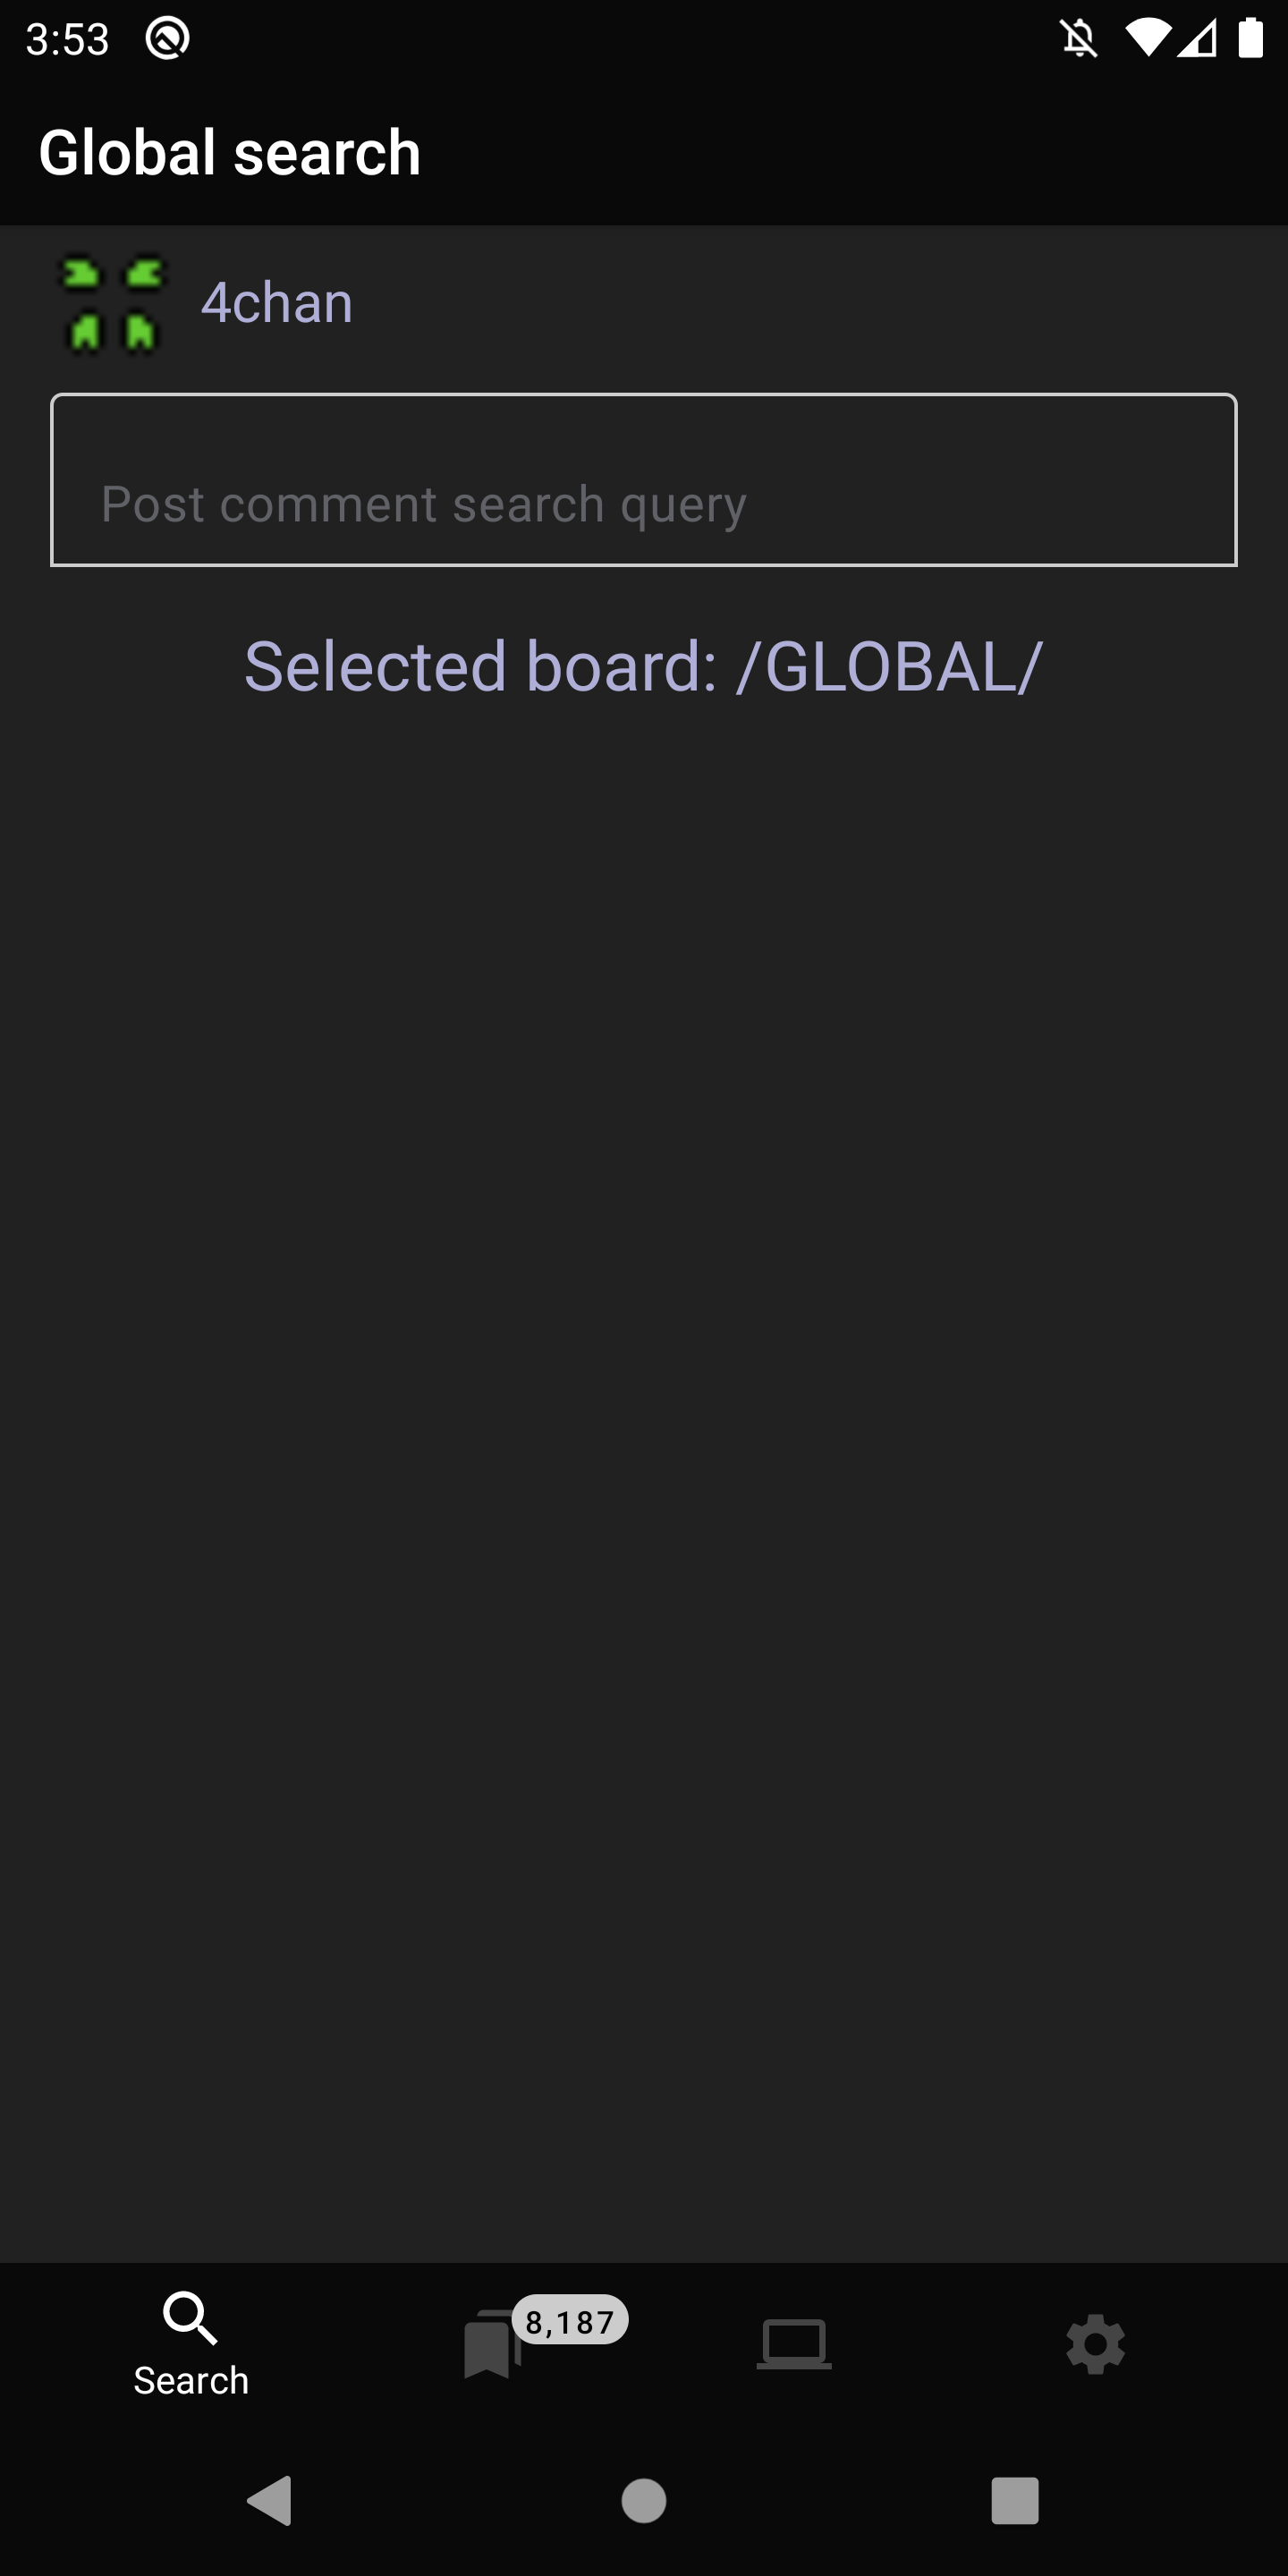 3:53
Global search
4chan
Post comment search query
Selected board: /GLOBAL/
8,187
Search